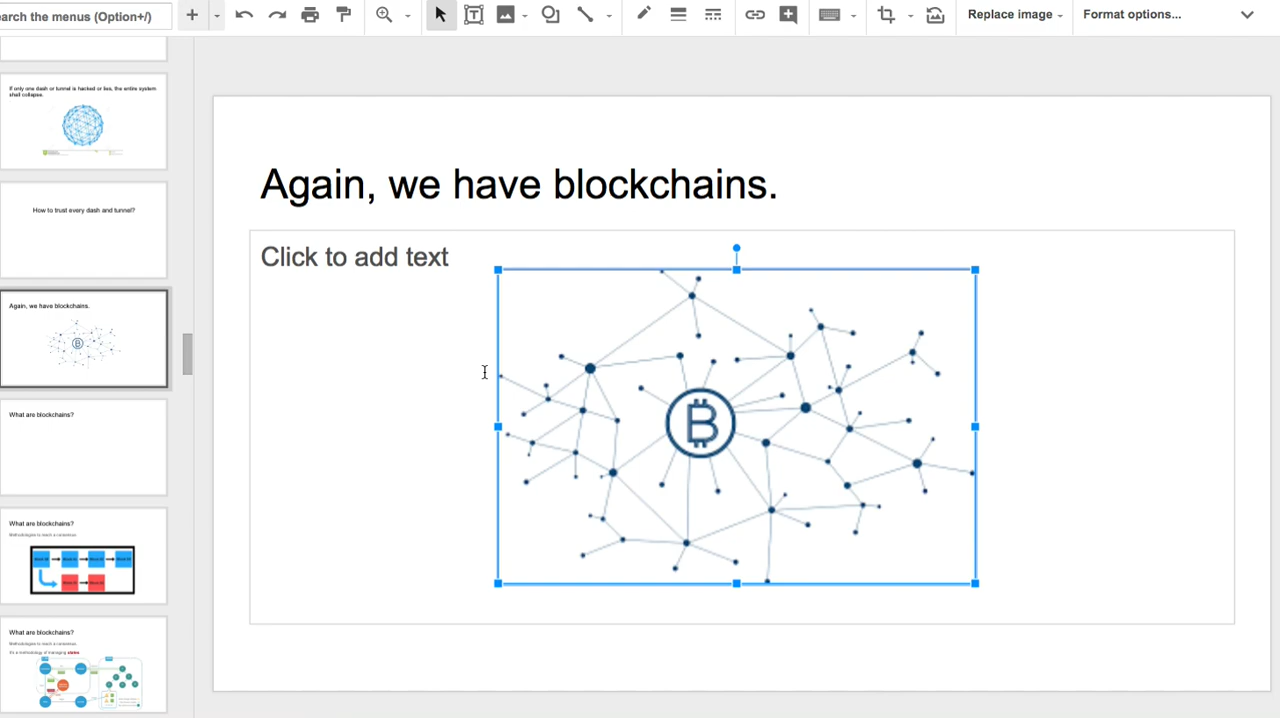 earch the menus (Option+/)
Replace image
Format options...
If only one dash or tunnel is hacked or lies, the entire system
shall collapse.
How to trust every dash and tunnel?
Again, we have blockchains.
What are blockchains?
What are blockchains?
Methodologies to reach a consensus.
What are blockchains?
Methodologies to reach a consensus.
It's a methodology of managing states
Again, we have blockchains.
Click to add text
B